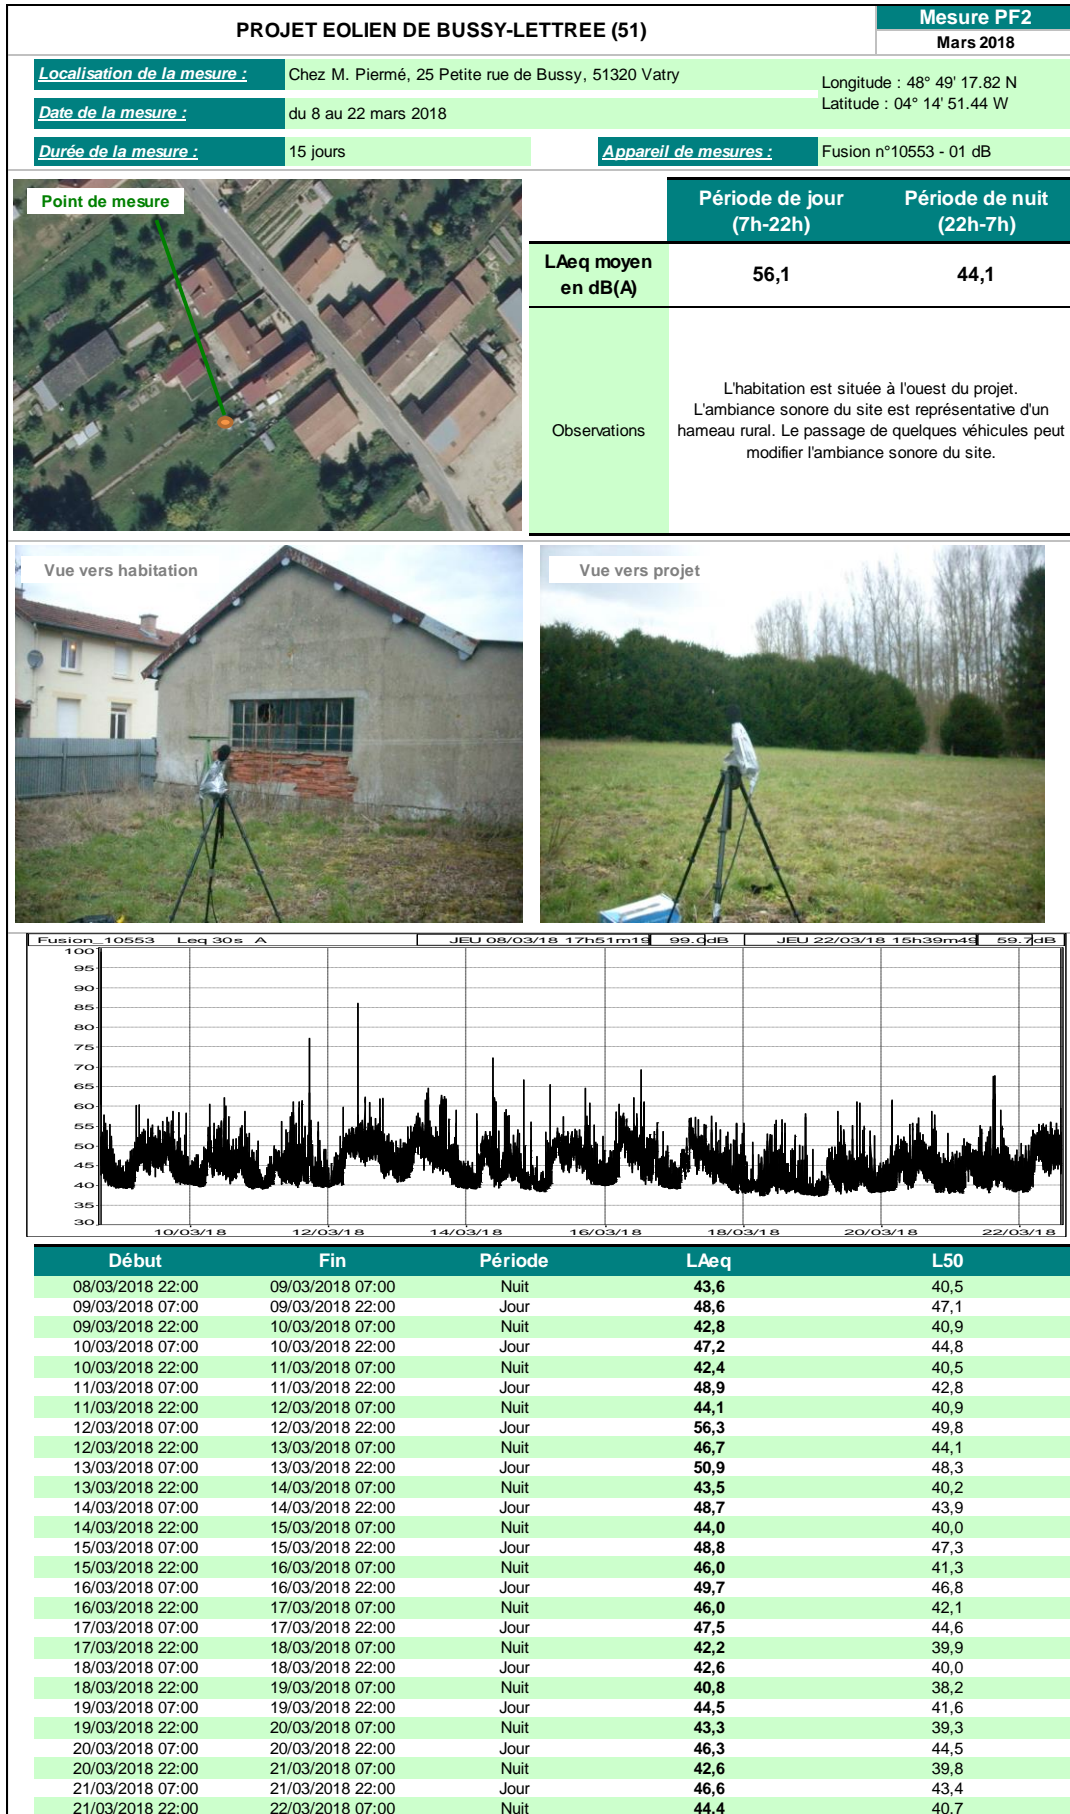 PROJET EOLIEN DE BUSSY-LETTREE (51)
Mesure PF2
Mars 2018
Localisation de la mesure :
Chez M. Piermé, 25 Petite rue de Bussy, 51320 Vatry
Longitude : 48° 49' 17.82 N
Latitude : 04° 14' 51.44 W
Date de la mesure :
du 8 au 22 mars 2018
Durée de la mesure :
15 jours
Appareil de mesures :
Fusion n°10553 - 01 dB
Point de mesure
Période de jour
(7h-22h)
Période de nuit
(22h-7h)
LAeq moyen
en dB(A)
56,1
44,1
Observations
L'habitation est située à l'ouest du projet.
L'ambiance sonore du site est représentative d'un
hameau rural. Le passage de quelques véhicules peut
modifier l'ambiance sonore du site.
Vue vers habitation
Vue vers projet
Fusion_10553 Leq 30s A JEU 08/03/18 17h51m19 99.0dB JEU 22/03/18 15h39m49 59.7dB
100
95
90
85
80
75
70
65
60
55
50
45
40
35
30
10/03/18 12/03/18 14/03/18 16/03/18 18/03/18 20/03/18 22/03/18
Début Fin Période LAeq L50
08/03/2018 22:00 09/03/2018 07:00 Nuit 43,6 40,5
09/03/2018 07:00 09/03/2018 22:00 Jour 48,6 47,1
09/03/2018 22:00 10/03/2018 07:00 Nuit 42,8 40,9
10/03/2018 07:00 10/03/2018 22:00 Jour 47,2 44,8
10/03/2018 22:00 11/03/2018 07:00 Nuit 42,4 40,5
11/03/2018 07:00 11/03/2018 22:00 Jour 48,9 42,8
11/03/2018 22:00 12/03/2018 07:00 Nuit 44,1 40,9
12/03/2018 07:00 12/03/2018 22:00 Jour 56,3 49,8
12/03/2018 22:00 13/03/2018 07:00 Nuit 46,7 44,1
13/03/2018 07:00 13/03/2018 22:00 Jour 50,9 48,3
13/03/2018 22:00 14/03/2018 07:00 Nuit 43,5 40,2
14/03/2018 07:00 14/03/2018 22:00 Jour 48,7 43,9
14/03/2018 22:00 15/03/2018 07:00 Nuit 44,0 40,0
15/03/2018 07:00 15/03/2018 22:00 Jour 48,8 47,3
15/03/2018 22:00 16/03/2018 07:00 Nuit 46,0 41,3
16/03/2018 07:00 16/03/2018 22:00 Jour 49,7 46,8
16/03/2018 22:00 17/03/2018 07:00 Nuit 46,0 42,1
17/03/2018 07:00 17/03/2018 22:00 Jour 47,5 44,6
17/03/2018 22:00 18/03/2018 07:00 Nuit 42,2 39,9
18/03/2018 07:00 18/03/2018 22:00 Jour 42,6 40,0
18/03/2018 22:00 19/03/2018 07:00 Nuit 40,8 38,2
19/03/2018 07:00 19/03/2018 22:00 Jour 44,5 41,6
19/03/2018 22:00 20/03/2018 07:00 Nuit 43,3 39,3
20/03/2018 07:00 20/03/2018 22:00 Jour 46,3 44,5
20/03/2018 22:00 21/03/2018 07:00 Nuit 42,6 39,8
21/03/2018 07:00 21/03/2018 22:00 Jour 46,6 43,4
21/03/2018 22:00 22/03/2018 07:00 Nuit 44,4 40,7